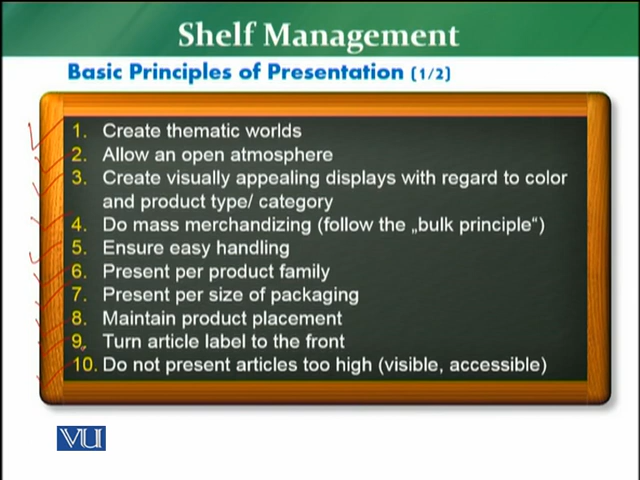 Shelf Management
Basic Principles of Presentation (1/2)
1. Create thematic worlds
2. Allow an open atmosphere
3. Create visually appealing displays with regard to color
and product type/ category
4. Do mass merchandizing (follow the „bulk principle“)
5. Ensure easy handling
6. Present per product family
7. Present per size of packaging
8. Maintain product placement
9. Turn article label to the front
10. Do not present articles too high (visible, accessible)
VU